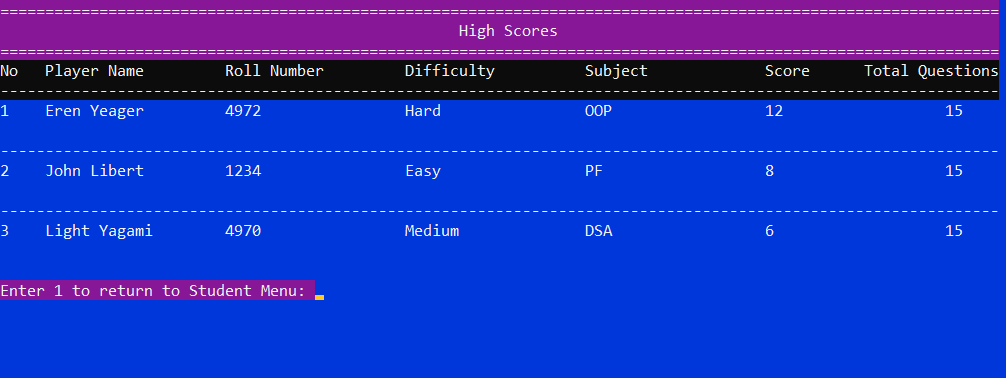 ===============================================================================================================
High Scores
===============================================================================================================
No Player Name Roll Number Difficulty Subject Score Total Questions
---------------------------------------------------------------------------------------------------------------
1 Eren Yeager 4972 Hard OOP 12 15
---------------------------------------------------------------------------------------------------------------
2 John Libert 1234 Easy PF 8 15
---------------------------------------------------------------------------------------------------------------
3 Light Yagami 4970 Medium DSA 6 15
Enter 1 to return to Student Menu: